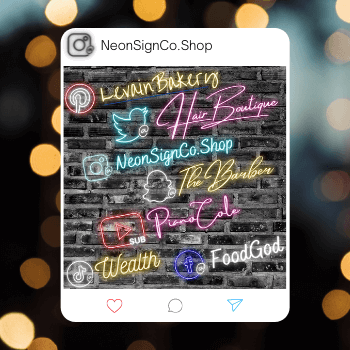 NeonSignCo.Shop
LevainBakery
Hair Boutique
NeonSignCo.Shop
The Barber
PianoCole
SUB
Wealth
FoodGod